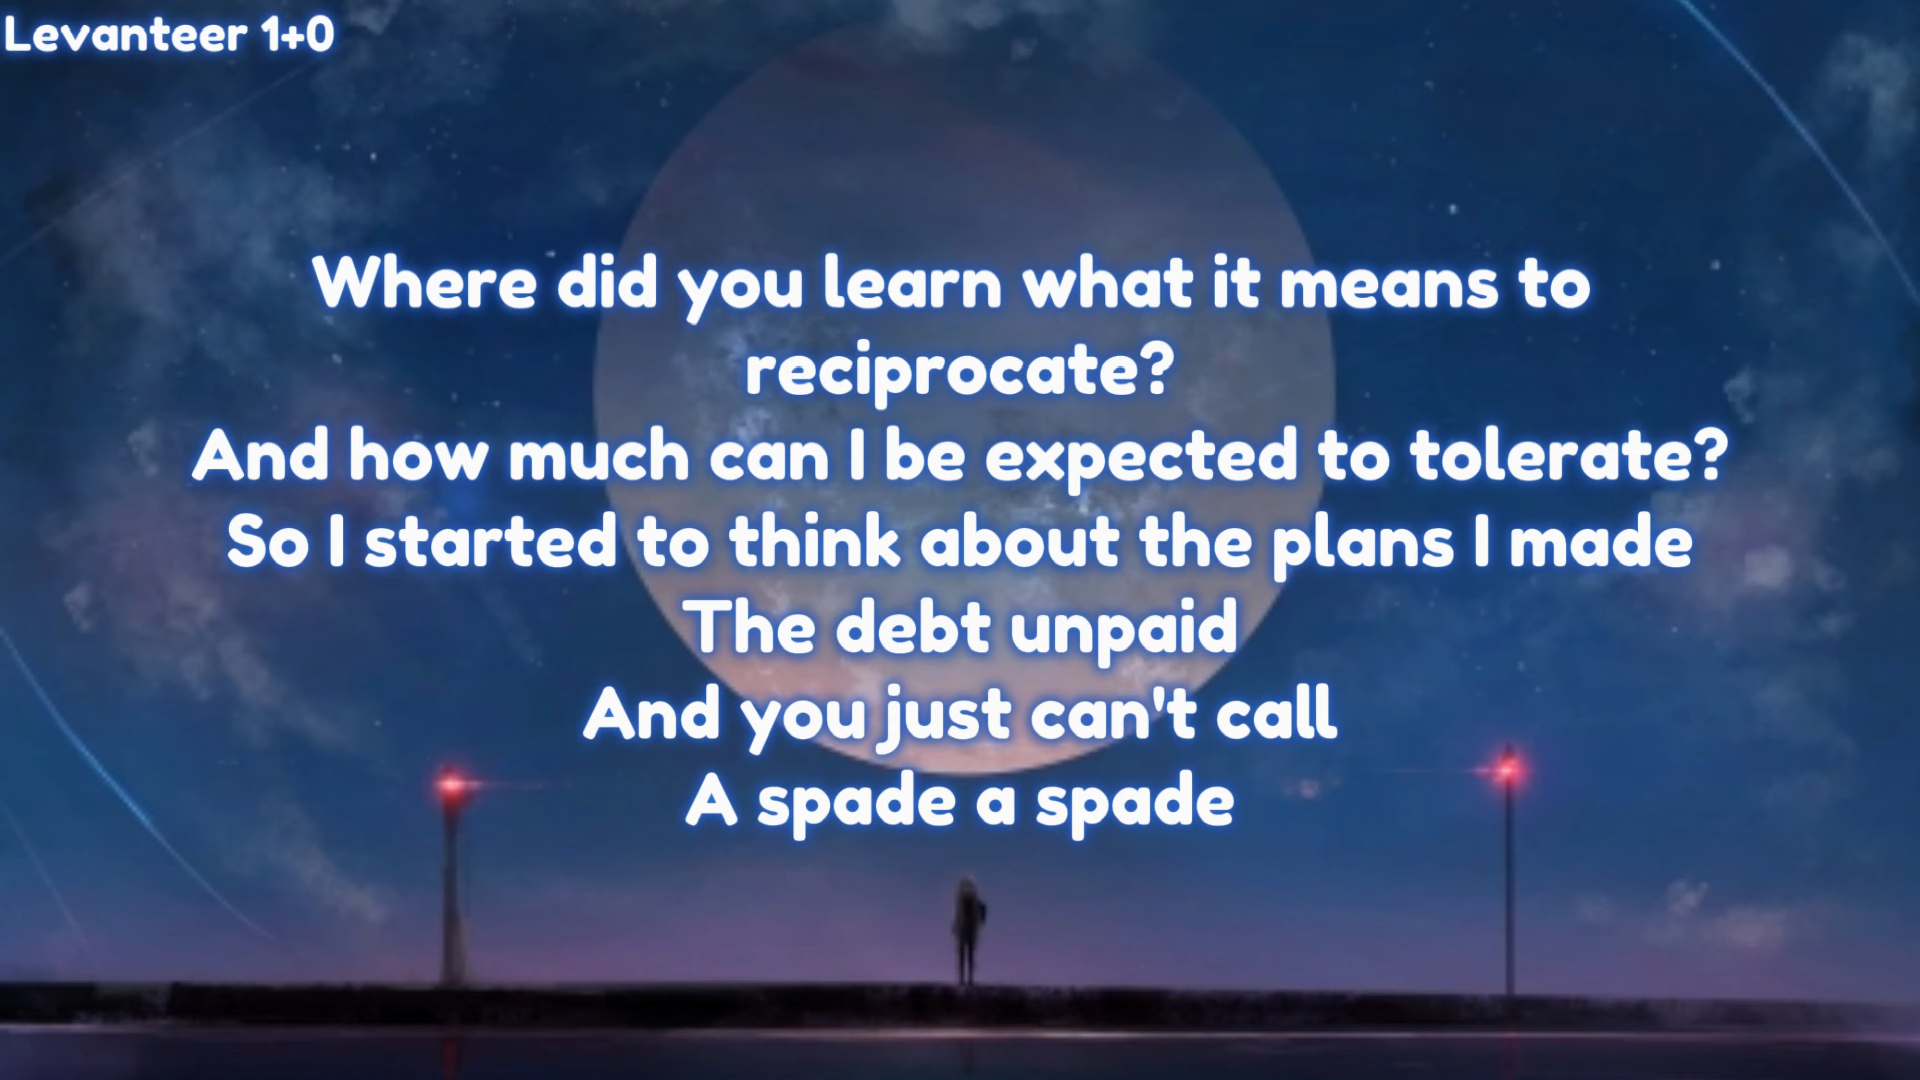 Levanteer 1+0
Where did you learn what it means to
reciprocate?
And how much can I be expected to tolerate?
So I started to think about the plans I made
The debt unpaid
And you just can't call
A spade a spade